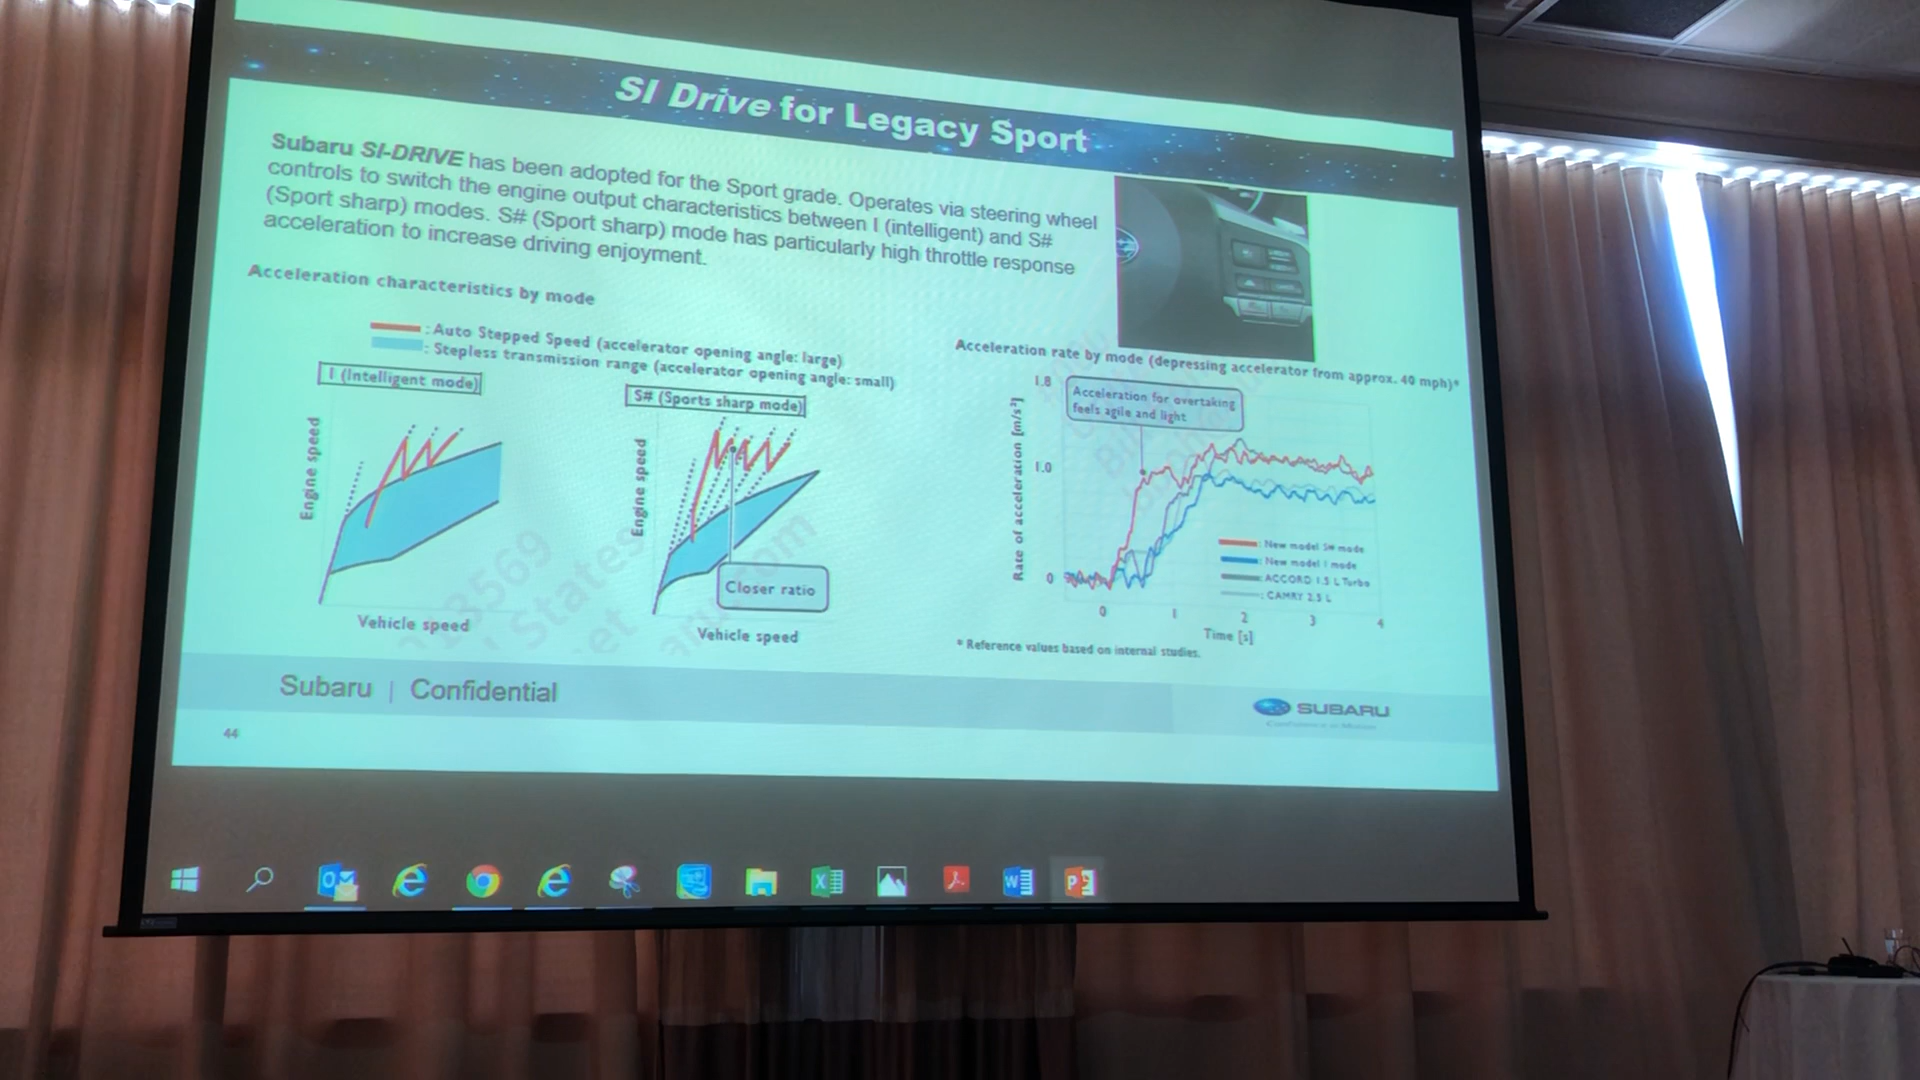 SI Drive for Legacy Sport
Subaru SI-DRIVE has been adopted for the Sport grade. Operates via steering wheel
controls to switch the engine output characteristics between I (intelligent) and S#
(Sport sharp) modes. S# (Sport sharp) mode has particularly high throttle response
acceleration to increase driving enjoyment.
Acceleration characteristics by mode
: Auto Stepped Speed (accelerator opening angle: large)
: Stepless transmission range (accelerator opening angle: small)
I (Intelligent mode)
Engine speed
Vehicle speed
S# (Sports sharp mode)
Engine speed
Closer ratio
Vehicle speed
Acceleration rate by mode (depressing accelerator from approx. 40 mph)*
Rate of acceleration [m/s²]
1.8
1.0
0
Acceleration for overtaking
feels agile and light
: New model S# mode
: New model I mode
: ACCORD 1.5 L Turbo
: CAMRY 2.5 L
0 1 2 3 4
Time [s]
* Reference values based on internal studies.
Subaru | Confidential
SUBARU
Confidence in Motion
44